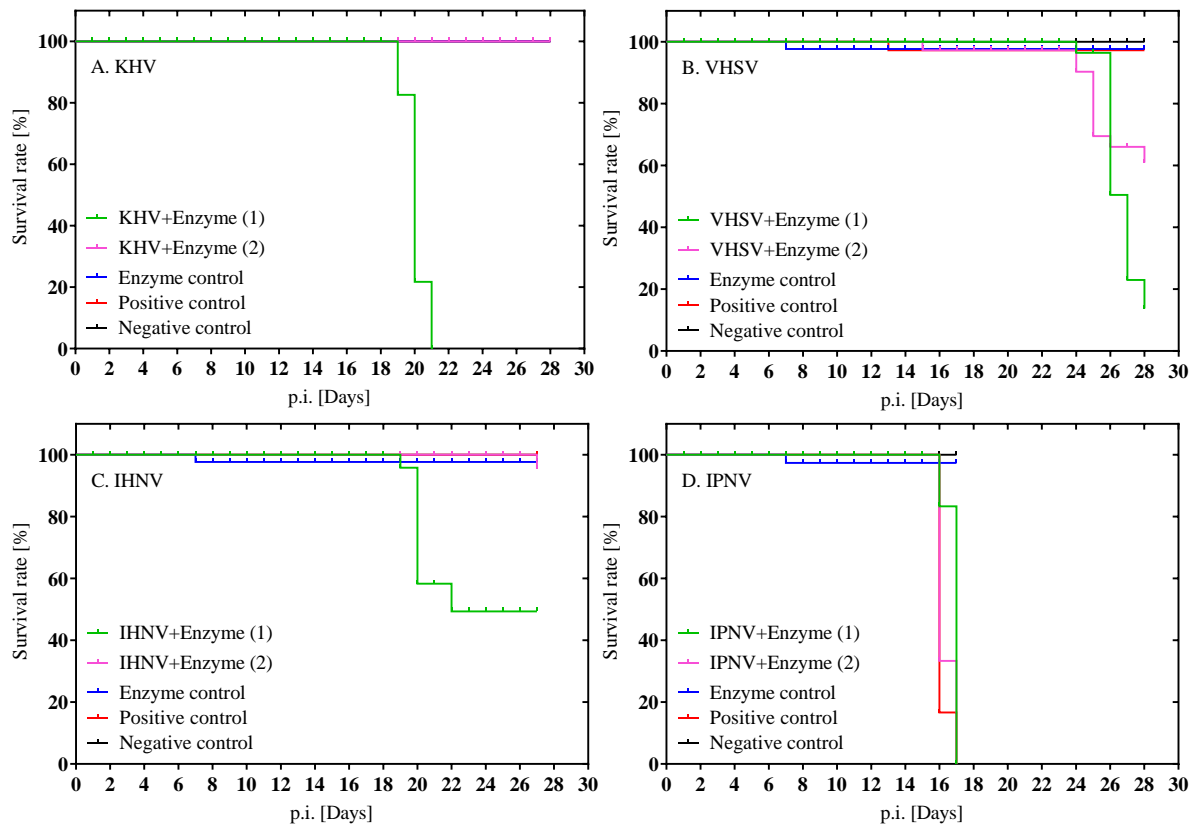 A. KHV
Survival rate [%]
100
80
60
40
20
0
KHV+Enzyme (1)
KHV+Enzyme (2)
Enzyme control
Positive control
Negative control
0 2 4 6 8 10 12 14 16 18 20 22 24 26 28 30
p.i. [Days]
B. VHSV
Survival rate [%]
100
80
60
40
20
0
VHSV+Enzyme (1)
VHSV+Enzyme (2)
Enzyme control
Positive control
Negative control
0 2 4 6 8 10 12 14 16 18 20 22 24 26 28 30
p.i. [Days]
C. IHNV
Survival rate [%]
100
80
60
40
20
0
IHNV+Enzyme (1)
IHNV+Enzyme (2)
Enzyme control
Positive control
Negative control
0 2 4 6 8 10 12 14 16 18 20 22 24 26 28 30
p.i. [Days]
D. IPNV
Survival rate [%]
100
80
60
40
20
0
IPNV+Enzyme (1)
IPNV+Enzyme (2)
Enzyme control
Positive control
Negative control
0 2 4 6 8 10 12 14 16 18 20 22 24 26 28 30
p.i. [Days]